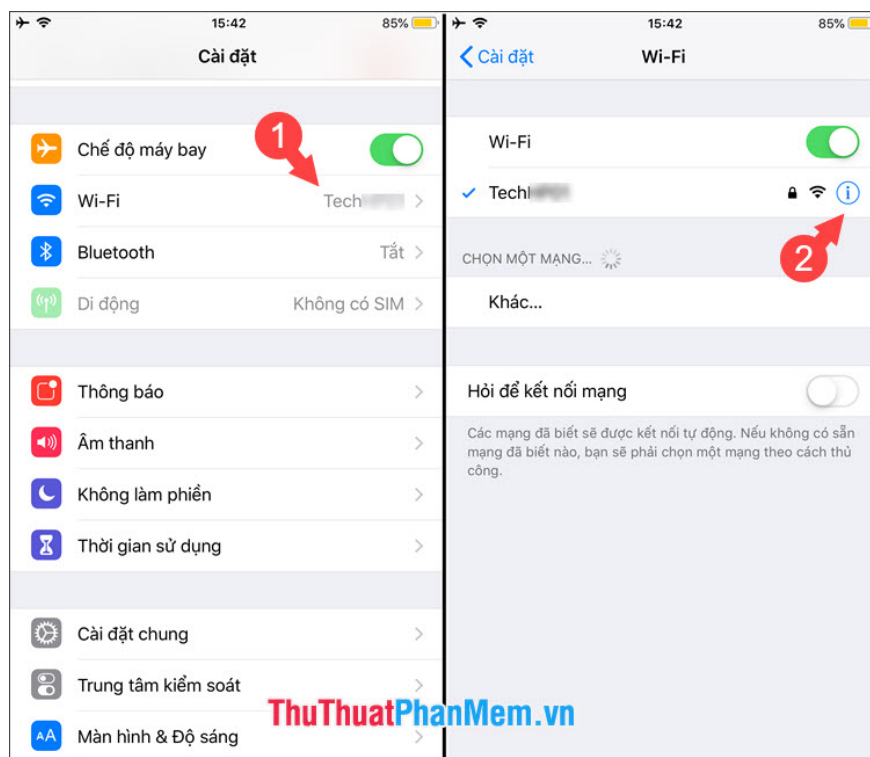 15:42
85%
Cài đặt
Chế độ máy bay
1
Wi-Fi
Tech
Bluetooth
Tắt
Di động
Không có SIM
Thông báo
Âm thanh
Không làm phiền
Thời gian sử dụng
Cài đặt chung
Trung tâm kiểm soát
AA Màn hình & Độ sáng
15:42
85%
Cài đặt
Wi-Fi
Wi-Fi
Tech
2
CHỌN MỘT MẠNG...
Khác...
Hỏi để kết nối mạng
Các mạng đã biết sẽ được kết nối tự động. Nếu không có sẵn
mạng đã biết nào, bạn sẽ phải chọn một mạng theo cách thủ
công.
ThuThuatPhanMem.vn